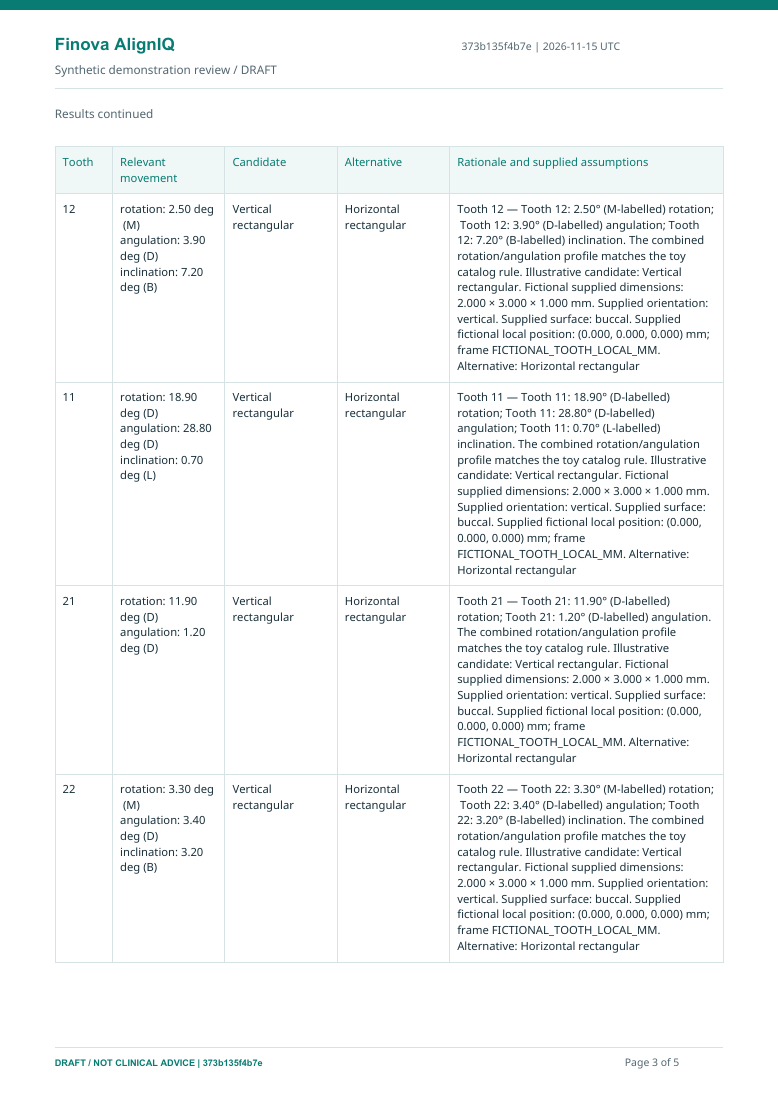 Finova AlignIQ
373b135f4b7e | 2026-11-15 UTC
Synthetic demonstration review / DRAFT
Results continued
Tooth
Relevant
movement
Candidate
Alternative
Rationale and supplied assumptions
12
rotation: 2.50 deg
(M)
angulation: 3.90
deg (D)
inclination: 7.20
deg (B)
Vertical
rectangular
Horizontal
rectangular
Tooth 12 — Tooth 12: 2.50° (M-labelled) rotation;
Tooth 12: 3.90° (D-labelled) angulation; Tooth
12: 7.20° (B-labelled) inclination. The combined
rotation/angulation profile matches the toy
catalog rule. Illustrative candidate: Vertical
rectangular. Fictional supplied dimensions:
2.000 × 3.000 × 1.000 mm. Supplied orientation:
vertical. Supplied surface: buccal. Supplied
fictional local position: (0.000, 0.000, 0.000) mm;
frame FICTIONAL_TOOTH_LOCAL_MM.
Alternative: Horizontal rectangular
11
rotation: 18.90
deg (D)
angulation: 28.80
deg (D)
inclination: 0.70
deg (L)
Vertical
rectangular
Horizontal
rectangular
Tooth 11 — Tooth 11: 18.90° (D-labelled)
rotation; Tooth 11: 28.80° (D-labelled)
angulation; Tooth 11: 0.70° (L-labelled)
inclination. The combined rotation/angulation
profile matches the toy catalog rule. Illustrative
candidate: Vertical rectangular. Fictional
supplied dimensions: 2.000 × 3.000 × 1.000 mm.
Supplied orientation: vertical. Supplied surface:
buccal. Supplied fictional local position: (0.000,
0.000, 0.000) mm; frame
FICTIONAL_TOOTH_LOCAL_MM. Alternative:
Horizontal rectangular
21
rotation: 11.90
deg (D)
angulation: 1.20
deg (D)
Vertical
rectangular
Horizontal
rectangular
Tooth 21 — Tooth 21: 11.90° (D-labelled)
rotation; Tooth 21: 1.20° (D-labelled) angulation.
The combined rotation/angulation profile
matches the toy catalog rule. Illustrative
candidate: Vertical rectangular. Fictional
supplied dimensions: 2.000 × 3.000 × 1.000 mm.
Supplied orientation: vertical. Supplied surface:
buccal. Supplied fictional local position: (0.000,
0.000, 0.000) mm; frame
FICTIONAL_TOOTH_LOCAL_MM. Alternative:
Horizontal rectangular
22
rotation: 3.30 deg
(M)
angulation: 3.40
deg (D)
inclination: 3.20
deg (B)
Vertical
rectangular
Horizontal
rectangular
Tooth 22 — Tooth 22: 3.30° (M-labelled) rotation;
Tooth 22: 3.40° (D-labelled) angulation; Tooth
22: 3.20° (B-labelled) inclination. The combined
rotation/angulation profile matches the toy
catalog rule. Illustrative candidate: Vertical
rectangular. Fictional supplied dimensions:
2.000 × 3.000 × 1.000 mm. Supplied orientation:
vertical. Supplied surface: buccal. Supplied
fictional local position: (0.000, 0.000, 0.000) mm;
frame FICTIONAL_TOOTH_LOCAL_MM.
Alternative: Horizontal rectangular
DRAFT / NOT CLINICAL ADVICE | 373b135f4b7e
Page 3 of 5